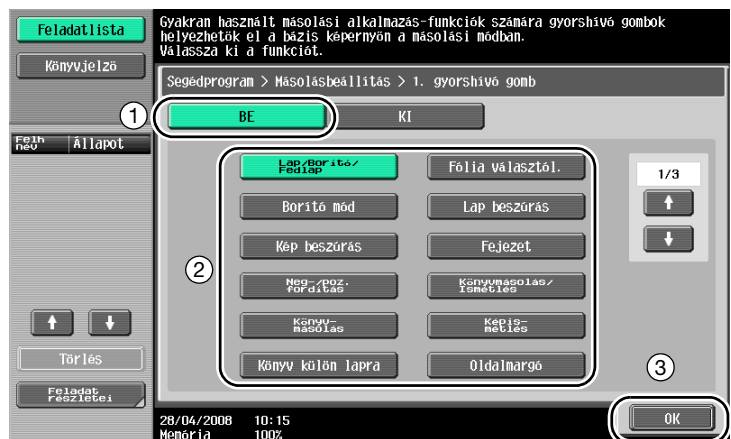 Feladatlista
Könyvjelző
Felh
név
Állapot
Törlés
Feladat
részletei
Gyakran használt másolási alkalmazás-funkciók számára gyorshívó gombok
helyezhetők el a bázis képernyőn a másolási módban.
Válassza ki a funkciót.
Segédprogram > Másolásbeállítás > 1. gyorshívó gomb
1
BE
KI
2
Lap/Borító/
Fedlap
Fólia választól.
Borító mód
Lap beszúrás
Kép beszúrás
Fejezet
Neg-/poz.
fordítás
Könyvmásolás/
Ismétlés
Könyv-
másolás
Képis-
métlés
Könyv külön lapra
Oldalmargó
1/3
3
28/04/2008 10:15
Memória 100%
OK